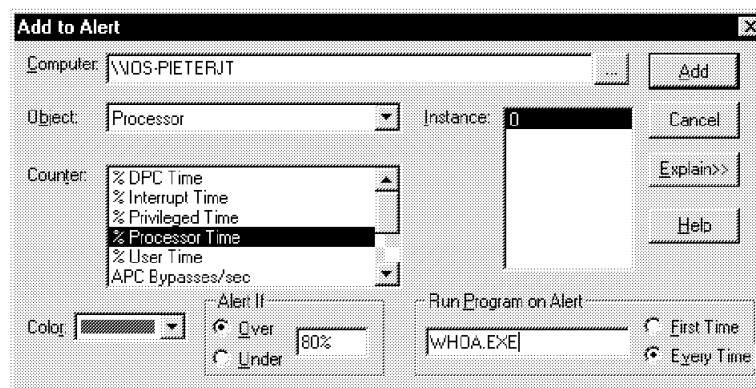 Add to Alert
Computer: \\IOS-PIETERJT ... Add
Object: Processor Instance: 0 Cancel
Counter: % DPC Time Explain>>
% Interrupt Time
% Privileged Time Help
% Processor Time
% User Time
APC Bypasses/sec
Color: Alert If Run Program on Alert
Over 80% WHOA.EXE First Time
Under Every Time